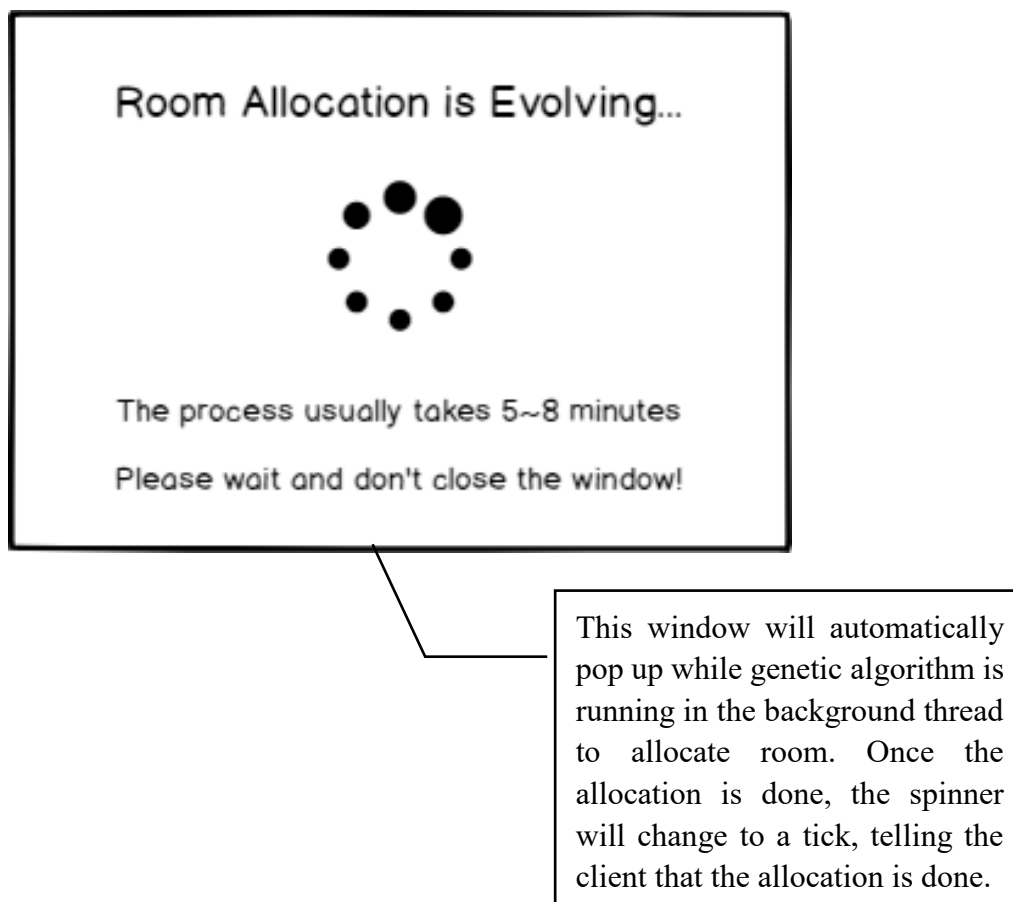 Room Allocation is Evolving...
The process usually takes 5~8 minutes
Please wait and don't close the window!
This window will automatically
pop up while genetic algorithm is
running in the background thread
to allocate room. Once the
allocation is done, the spinner
will change to a tick, telling the
client that the allocation is done.